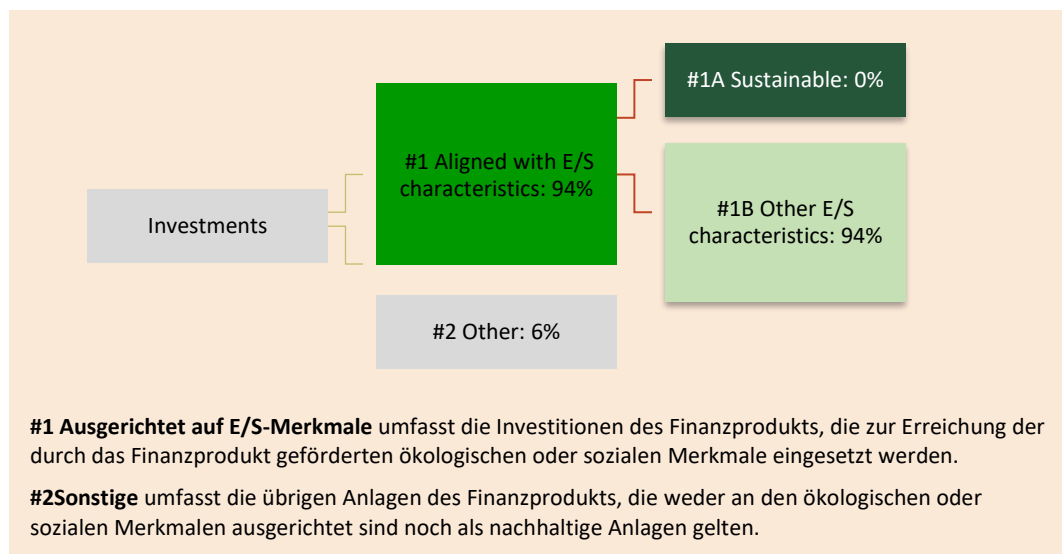 #1A Sustainable: 0%
#1 Aligned with E/S
characteristics: 94%
#1B Other E/S
characteristics: 94%
Investments
#2 Other: 6%
#1 Ausgerichtet auf E/S-Merkmale umfasst die Investitionen des Finanzprodukts, die zur Erreichung der
durch das Finanzprodukt geförderten ökologischen oder sozialen Merkmale eingesetzt werden.
#2Sonstige umfasst die übrigen Anlagen des Finanzprodukts, die weder an den ökologischen oder
sozialen Merkmalen ausgerichtet sind noch als nachhaltige Anlagen gelten.